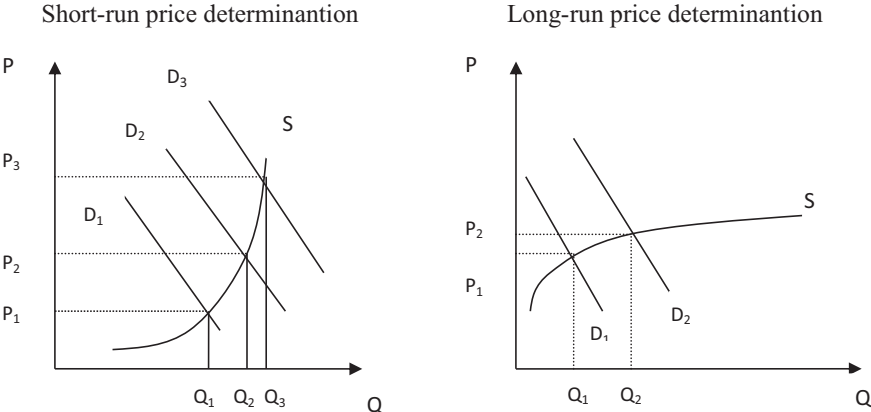 Short-run price determinantion
Long-run price determinantion
P
D₃
D₂
S
P₃
D₁
P₂
P₁
Q₁ Q₂ Q₃
Q
P
S
P₂
P₁
D₁
D₂
Q₁ Q₂
Q